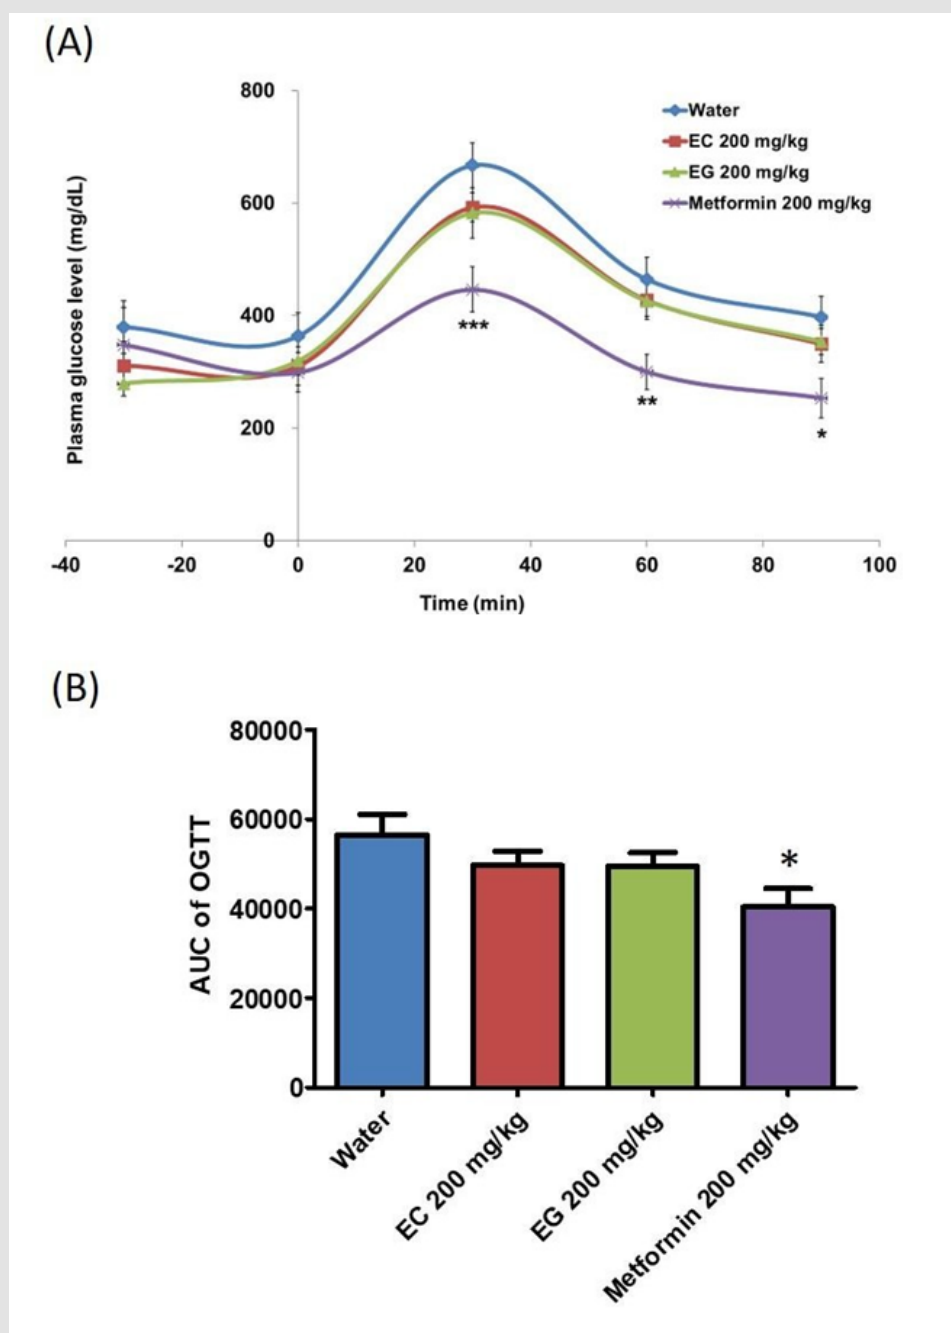 (A)
800
600
400
200
0
-40
-20
0
20
40
60
80
100
Plasma glucose level (mg/dL)
Time (min)
Water
EC 200 mg/kg
EG 200 mg/kg
Metformin 200 mg/kg
***
**
*
(B)
80000
60000
40000
20000
0
AUC of OGTT
*
Water
EC 200 mg/kg
EG 200 mg/kg
Metformin 200 mg/kg